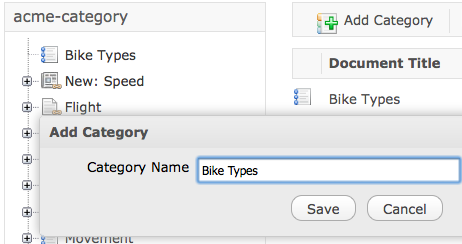 acme-category
Add Category
Bike Types
Document Title
New: Speed
Flight
Bike Types
Add Category
Category Name
Bike Types
Save
Cancel
Movement